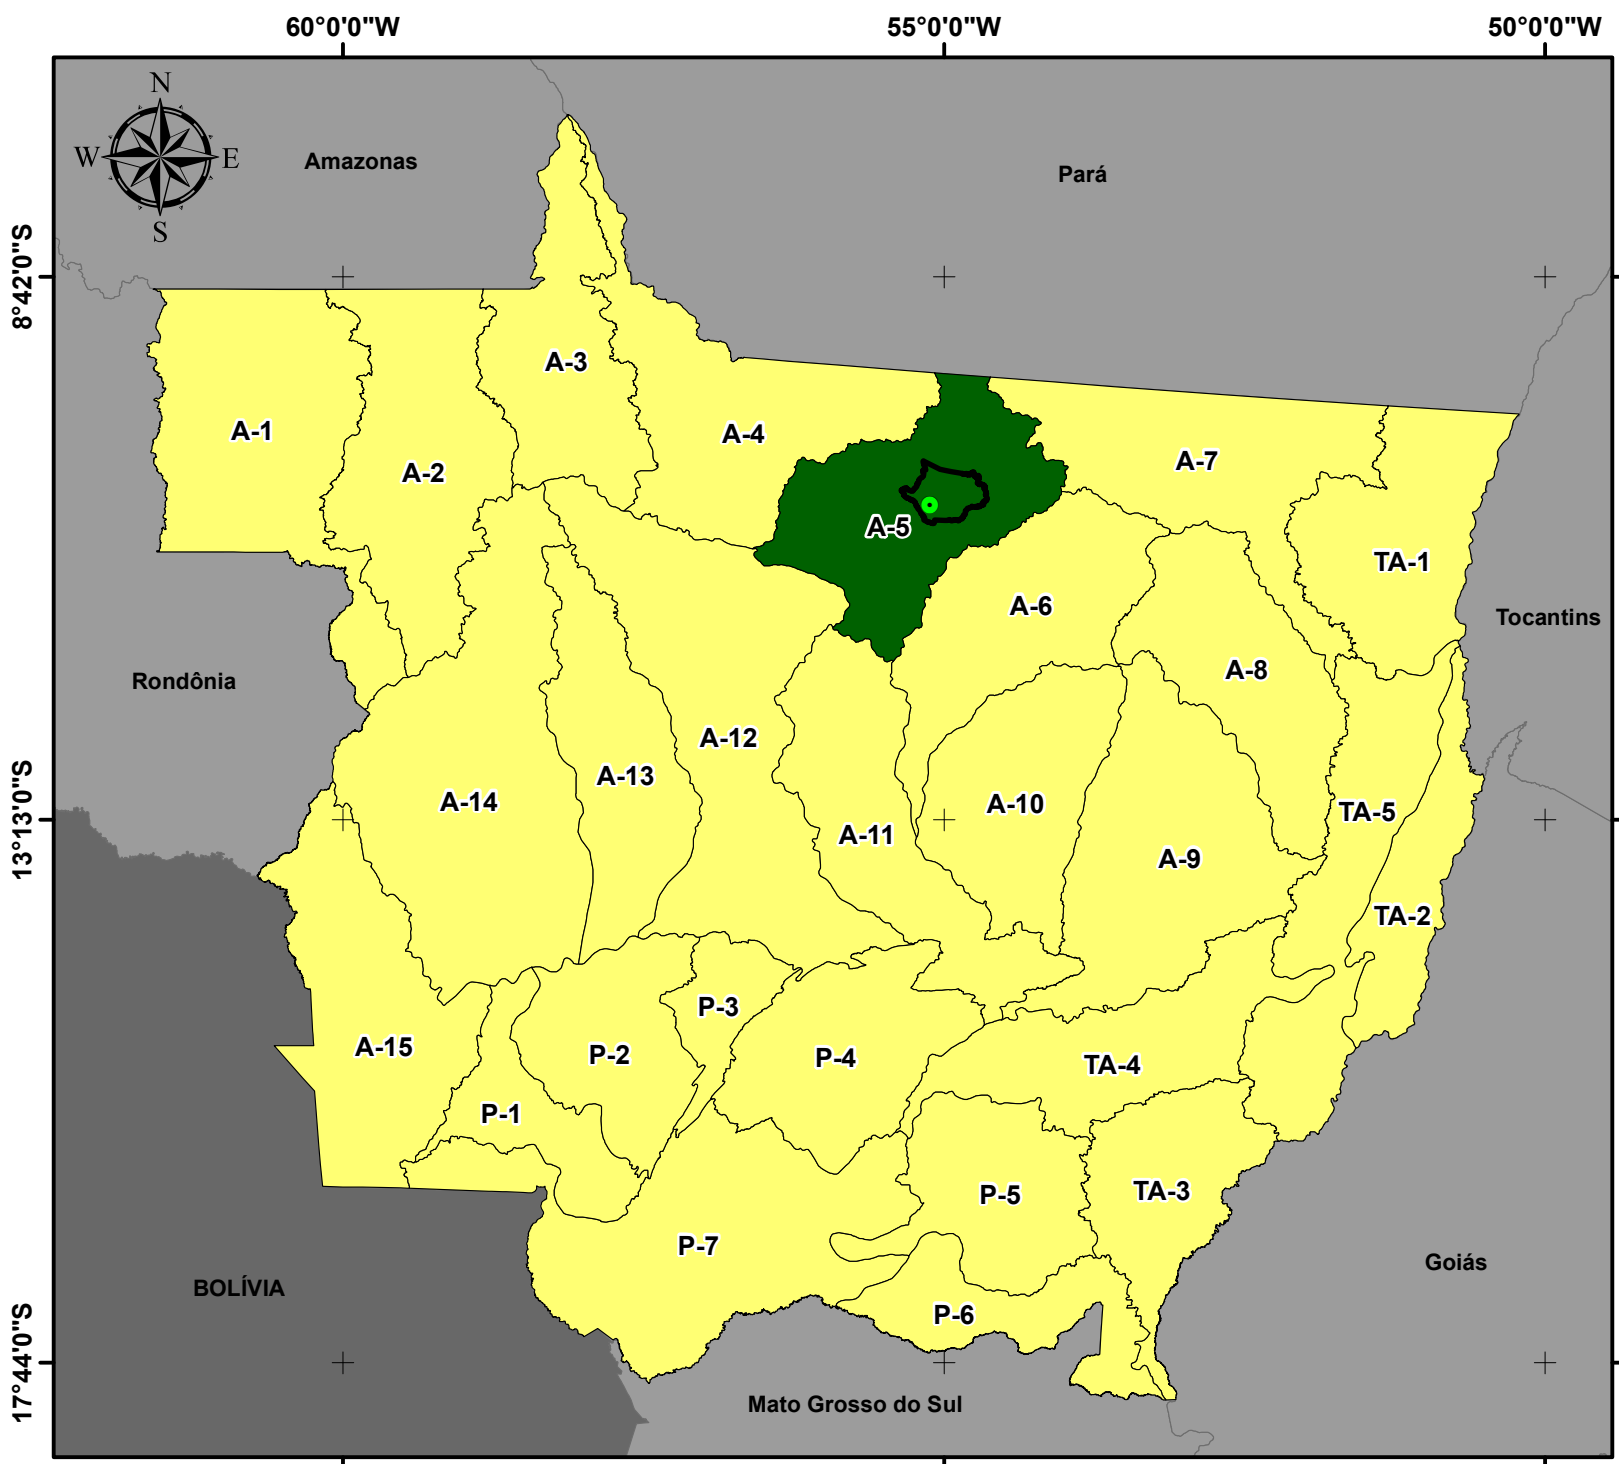 60°0'0"W
55°0'0"W
50°0'0"W
N
W
E
S
Amazonas
Pará
8°42'0"S
A-3
A-1
A-4
A-7
A-2
A-5
TA-1
A-6
Tocantins
Rondônia
A-8
A-12
A-13
A-14
A-10
TA-5
13°13'0"S
A-11
A-9
TA-2
P-3
A-15
P-2
P-4
TA-4
P-1
P-5
TA-3
P-7
Goiás
BOLÍVIA
P-6
17°44'0"S
Mato Grosso do Sul